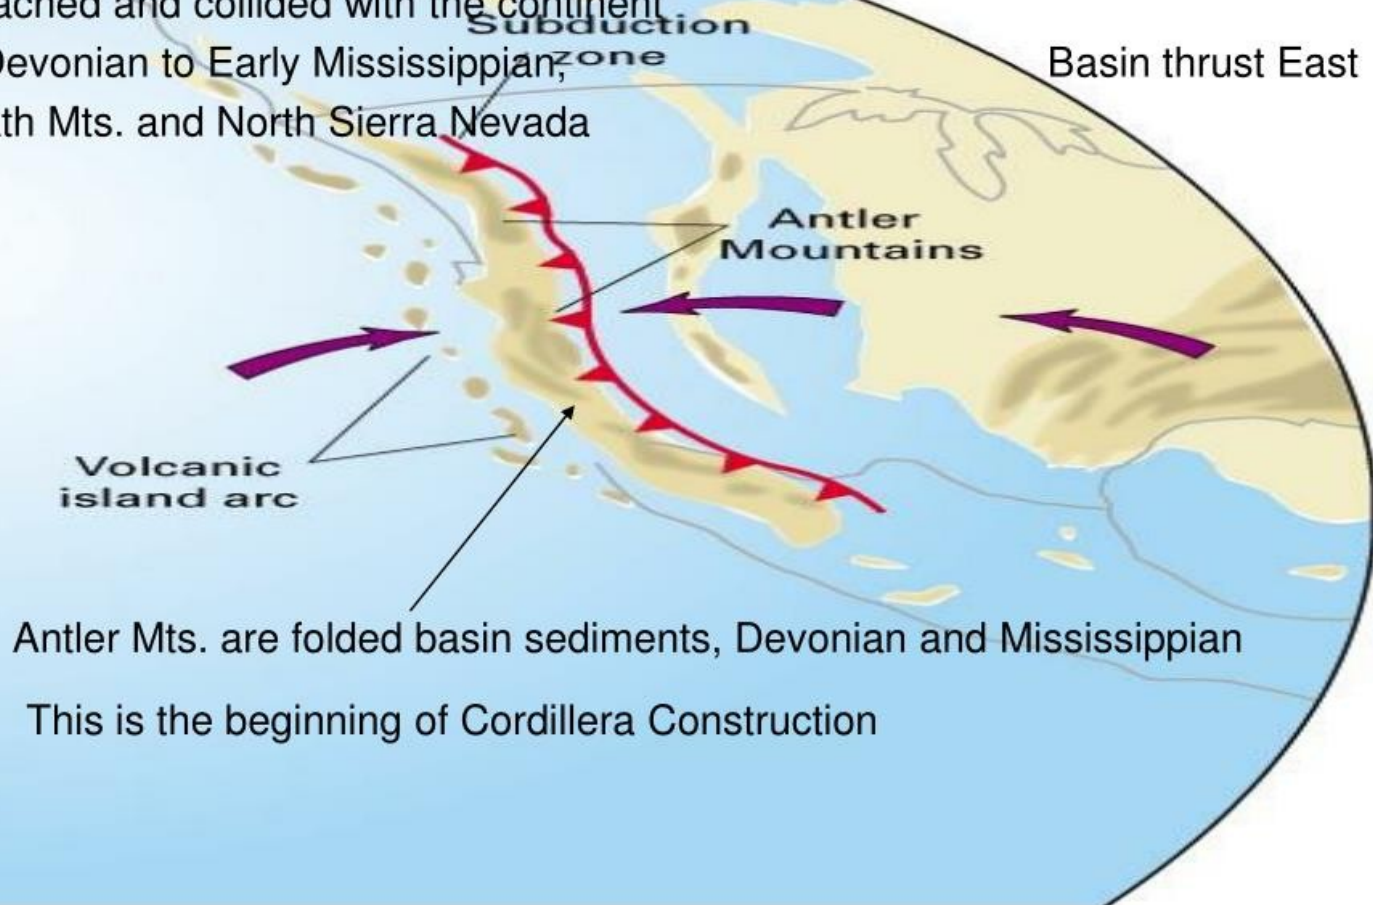 ached and collided with the continent
Subduction
zone
Devonian to Early Mississippian,
Basin thrust East
th Mts. and North Sierra Nevada
Antler
Mountains
Volcanic
island arc
Antler Mts. are folded basin sediments, Devonian and Mississippian
This is the beginning of Cordillera Construction